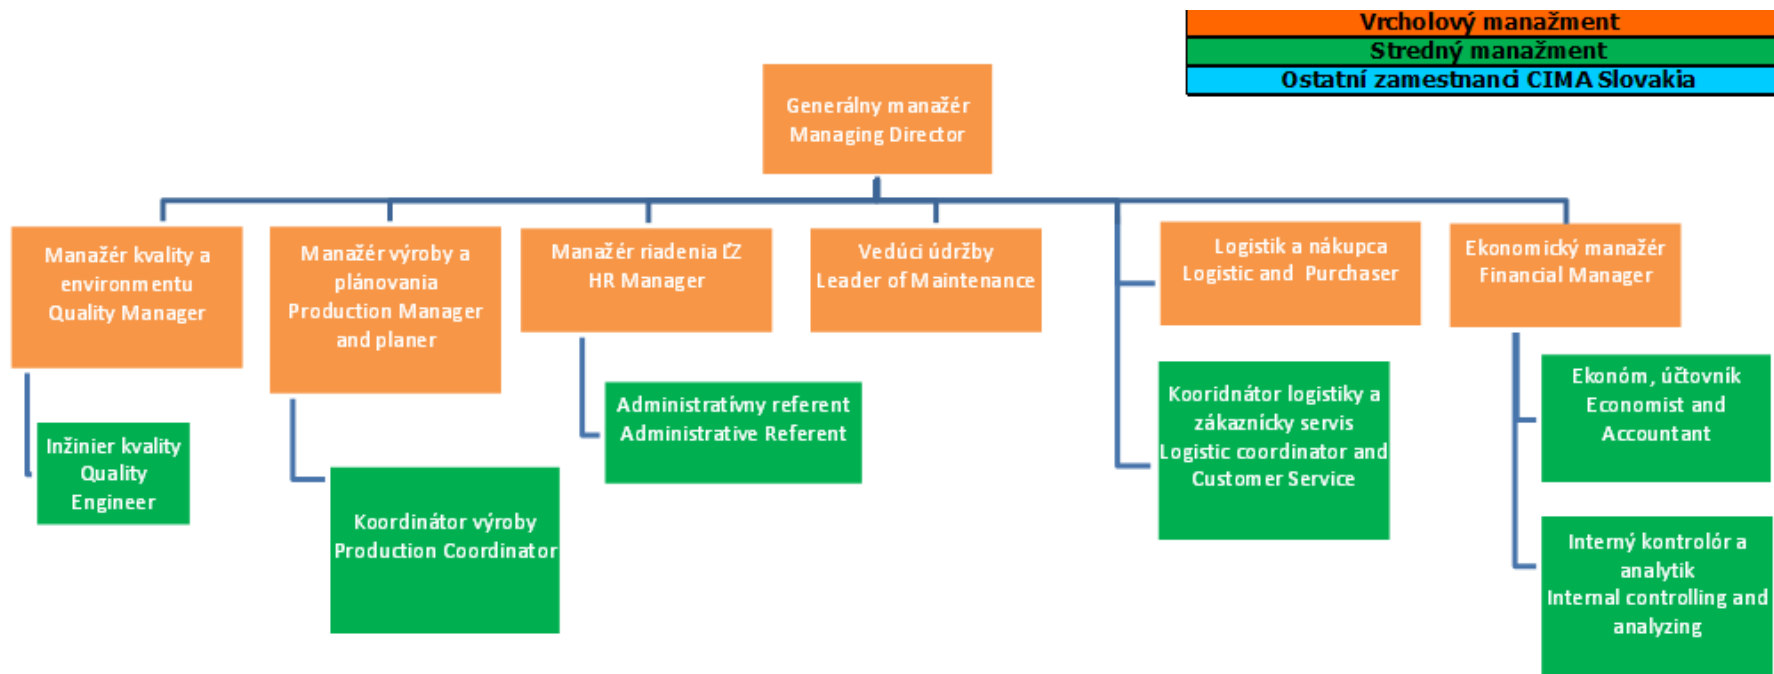 Vrcholový manažment
Stredný manažment
Ostatní zamestnanci CIMA Slovakia
Generálny manažér
Managing Director
Manažér kvality a
environmentu
Quality Manager
Manažér výroby a
plánovania
Production Manager
and planer
Manažér riadenia ĽZ
HR Manager
Vedúci údržby
Leader of Maintenance
Logistik a nákupca
Logistic and Purchaser
Ekonomický manažér
Financial Manager
Inžinier kvality
Quality
Engineer
Koordinátor výroby
Production Coordinator
Administratívny referent
Administrative Referent
Kooridnátor logistiky a
zákaznícky servis
Logistic coordinator and
Customer Service
Ekonóm, účtovník
Economist and
Accountant
Interný kontrolór a
analytik
Internal controlling and
analyzing